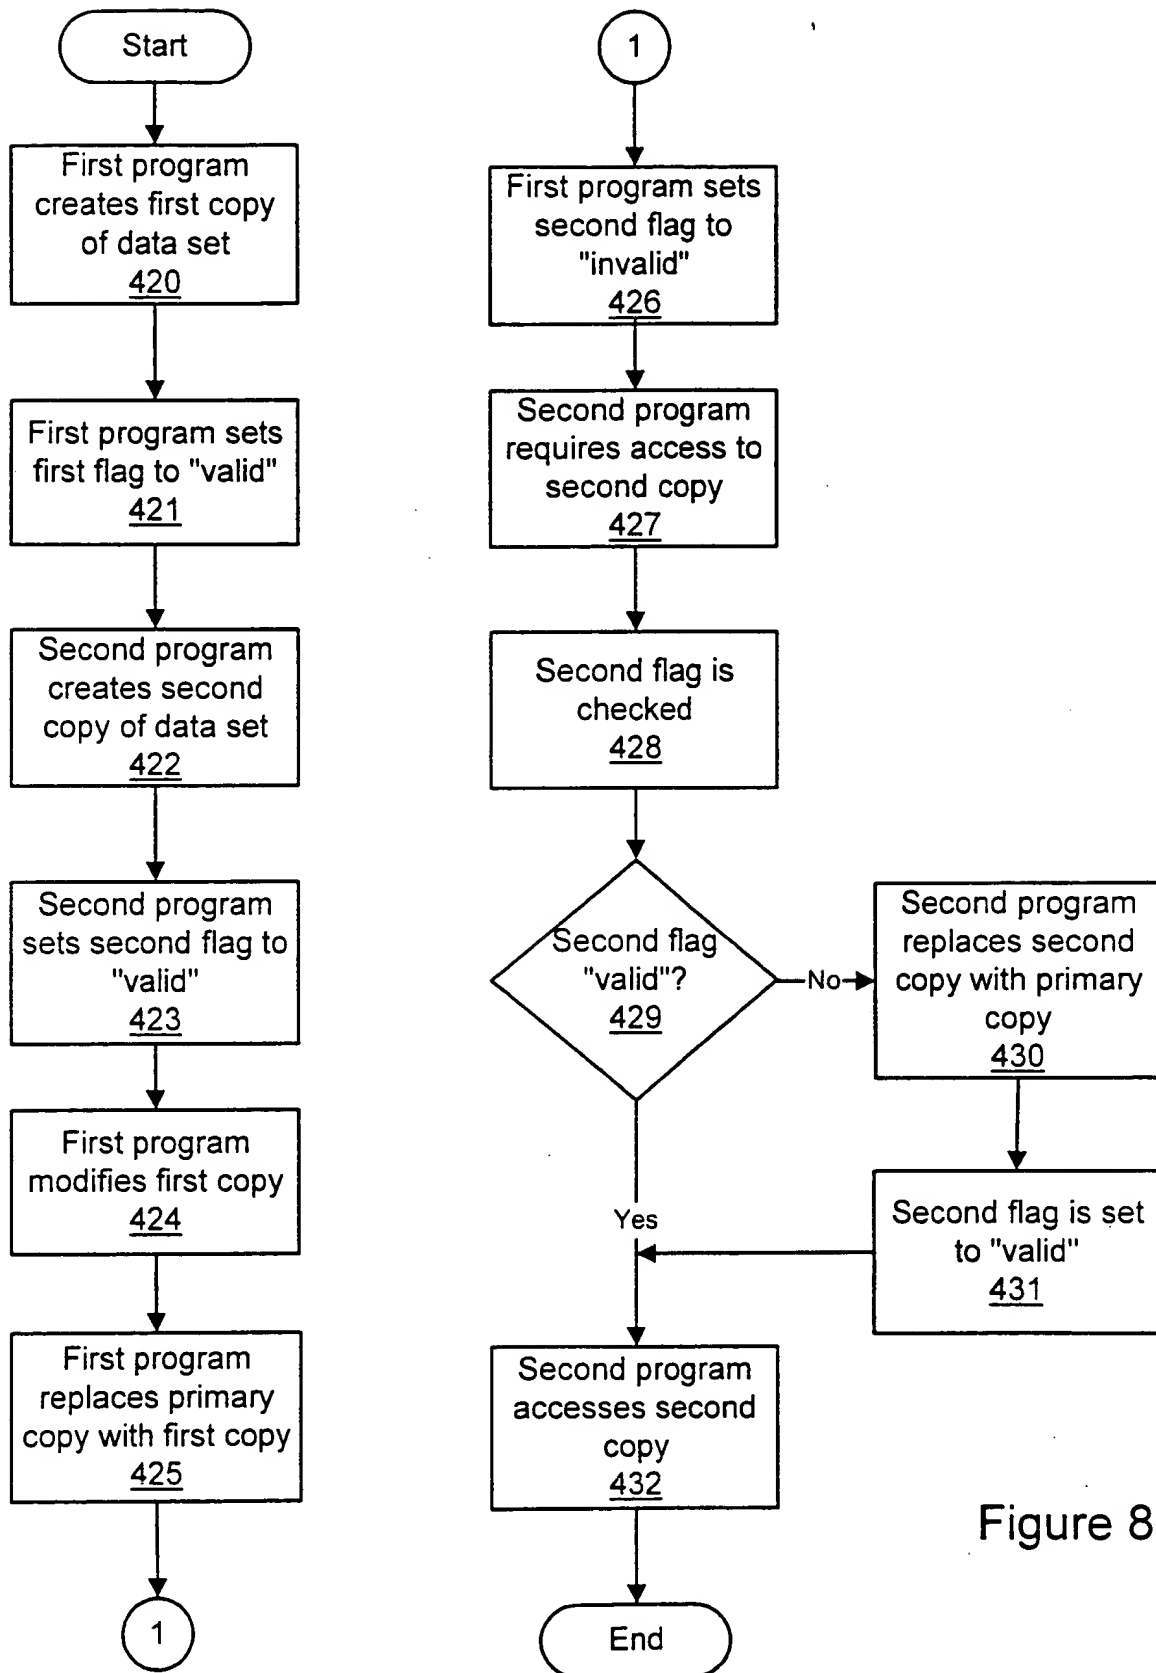 Start
First program
creates first copy
of data set
420
First program sets
first flag to "valid"
421
Second program
creates second
copy of data set
422
Second program
sets second flag to
"valid"
423
First program
modifies first copy
424
First program
replaces primary
copy with first copy
425
1
1
First program sets
second flag to
"invalid"
426
Second program
requires access to
second copy
427
Second flag is
checked
428
Second flag
"valid"?
429
No
Second program
replaces second
copy with primary
copy
430
Second flag is set
to "valid"
431
Yes
Second program
accesses second
copy
432
End
Figure 8